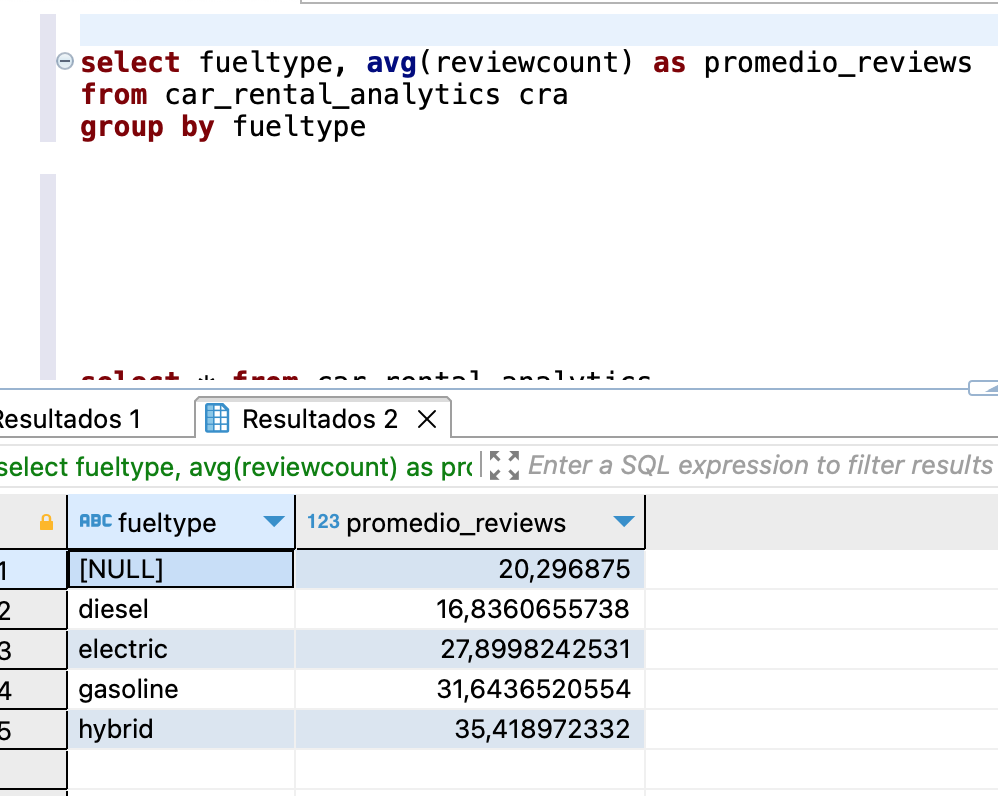 select fueltype, avg(reviewcount) as promedio_reviews
from car_rental_analytics cra
group by fueltype
select * from car_rental_analytics
Resultados 1
Resultados 2
select fueltype, avg(reviewcount) as pro
Enter a SQL expression to filter results
ABC fueltype 123 promedio_reviews
1 [NULL] 20,296875
2 diesel 16,8360655738
3 electric 27,8998242531
4 gasoline 31,6436520554
5 hybrid 35,418972332